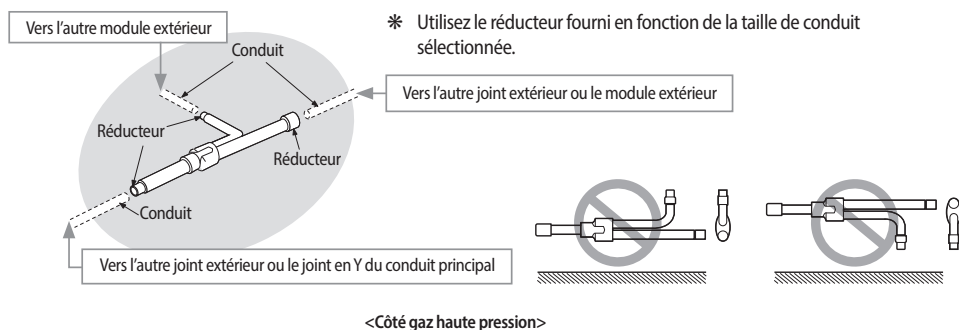 Vers l'autre module extérieur
❋ Utilisez le réducteur fourni en fonction de la taille de conduit
sélectionnée.
Conduit
Vers l'autre joint extérieur ou le module extérieur
Réducteur
Réducteur
Conduit
Vers l'autre joint extérieur ou le joint en Y du conduit principal
<Côté gaz haute pression>